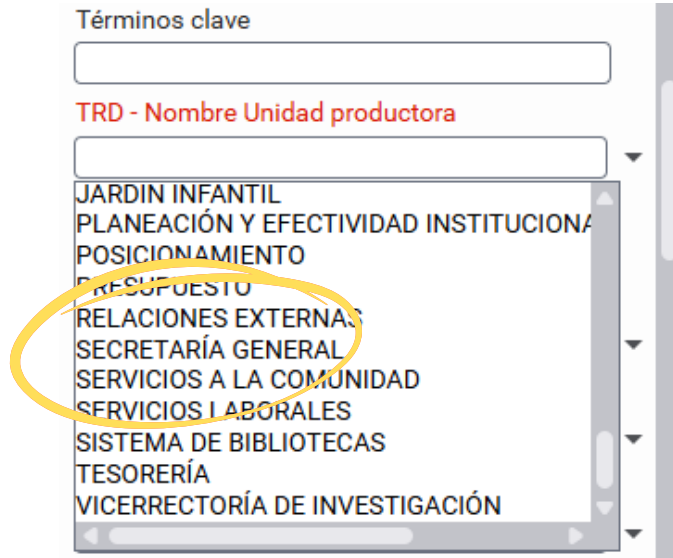 Términos clave
TRD - Nombre Unidad productora
JARDIN INFANTIL
PLANEACIÓN Y EFECTIVIDAD INSTITUCIONA
POSICIONAMIENTO
PRESUPUESTO
RELACIONES EXTERNAS
SECRETARÍA GENERAL
SERVICIOS A LA COMUNIDAD
SERVICIOS LABORALES
SISTEMA DE BIBLIOTECAS
TESORERÍA
VICERRECTORÍA DE INVESTIGACIÓN